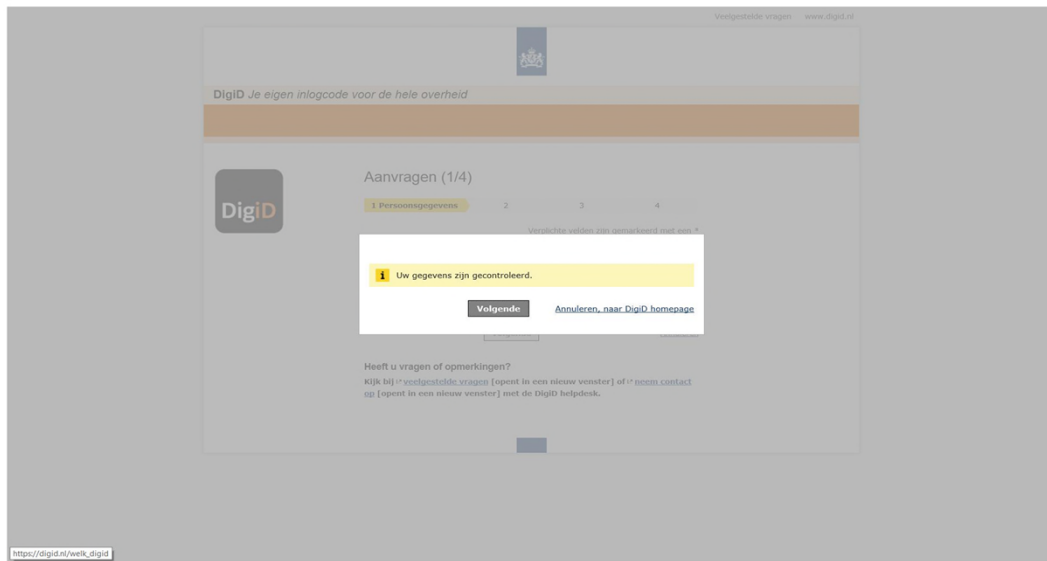 Veelgestelde vragen www.digid.nl
DigiD Je eigen inlogcode voor de hele overheid
DigiD
Aanvragen (1/4)
1 Persoonsgegevens 2 3 4
Verplichte velden zijn gemarkeerd met een *
i Uw gegevens zijn gecontroleerd.
Volgende Annuleren, naar DigiD homepage
Heeft u vragen of opmerkingen?
Kijk bij veelgestelde vragen [opent in een nieuw venster] of neem contact
op [opent in een nieuw venster] met de DigiD helpdesk.
https://digid.nl/welk_digid